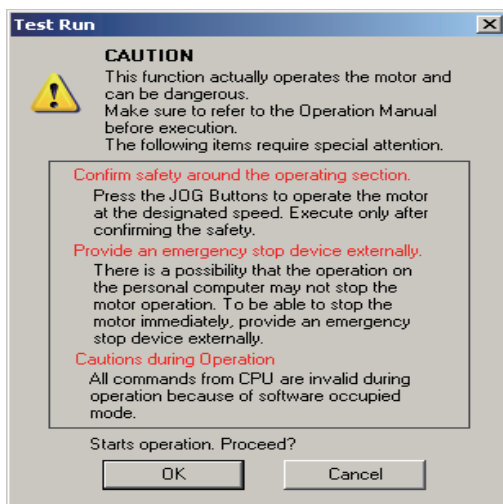 Test Run
CAUTION
This function actually operates the motor and
can be dangerous.
Make sure to refer to the Operation Manual
before execution.
The following items require special attention.
Confirm safety around the operating section.
Press the JOG Buttons to operate the motor
at the designated speed. Execute only after
confirming the safety.
Provide an emergency stop device externally.
There is a possibility that the operation on
the personal computer may not stop the
motor operation. To be able to stop the
motor immediately, provide an emergency
stop device externally.
Cautions during Operation
All commands from CPU are invalid during
operation because of software occupied
mode.
Starts operation. Proceed?
OK
Cancel